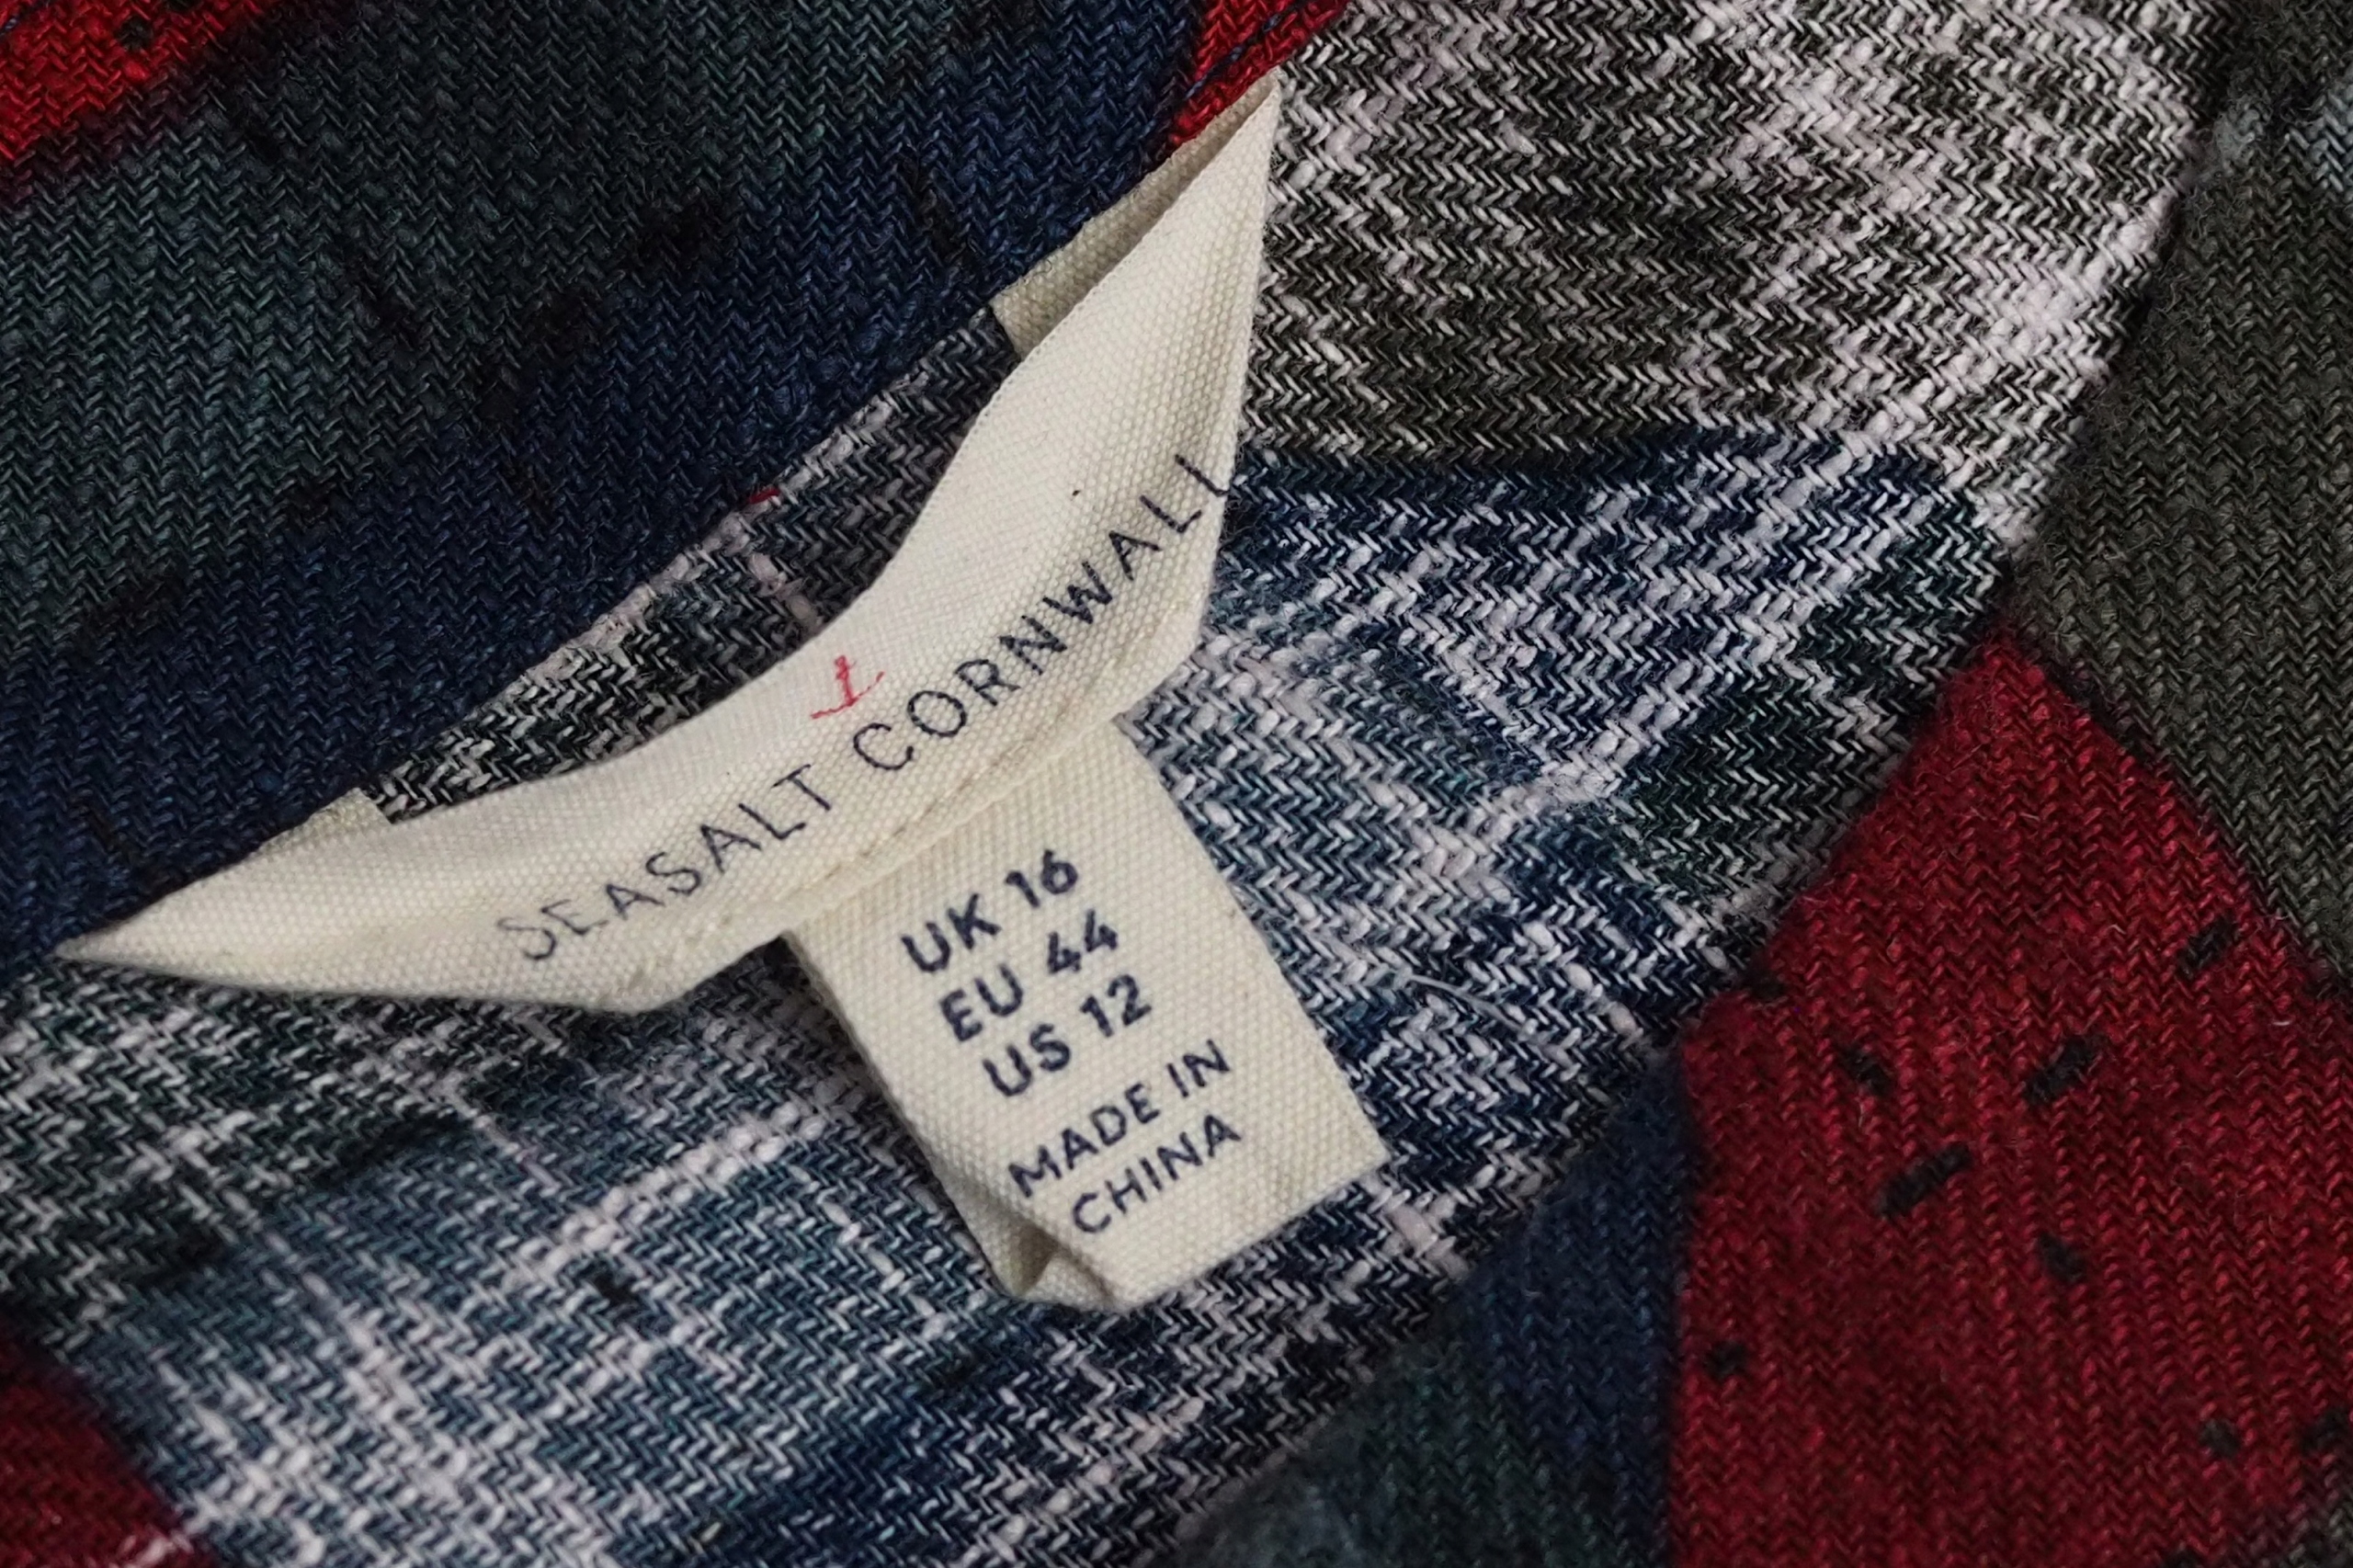 SEASALT CORNWALL
UK 16
EU 44
US 12
MADE IN
CHINA